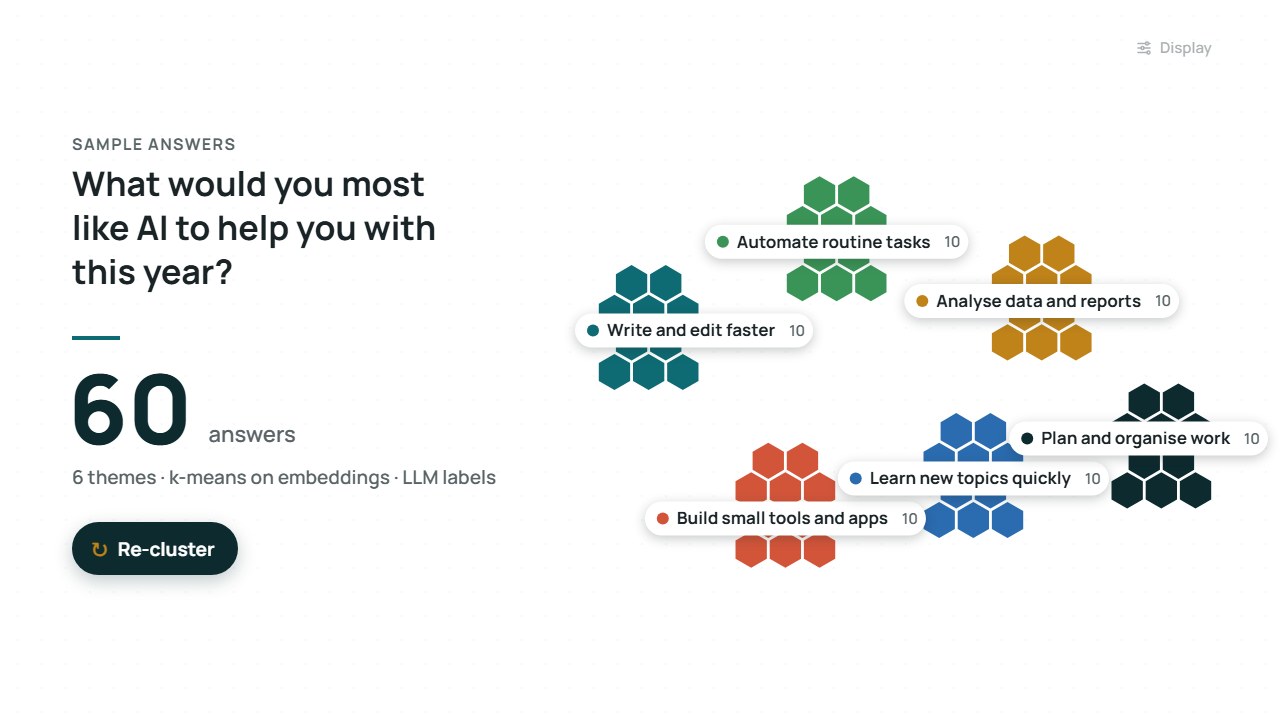 Display
SAMPLE ANSWERS
What would you most
like AI to help you with
this year?
60 answers
6 themes · k-means on embeddings · LLM labels
↻ Re-cluster
Automate routine tasks 10
Analyse data and reports 10
Write and edit faster 10
Plan and organise work 10
Learn new topics quickly 10
Build small tools and apps 10